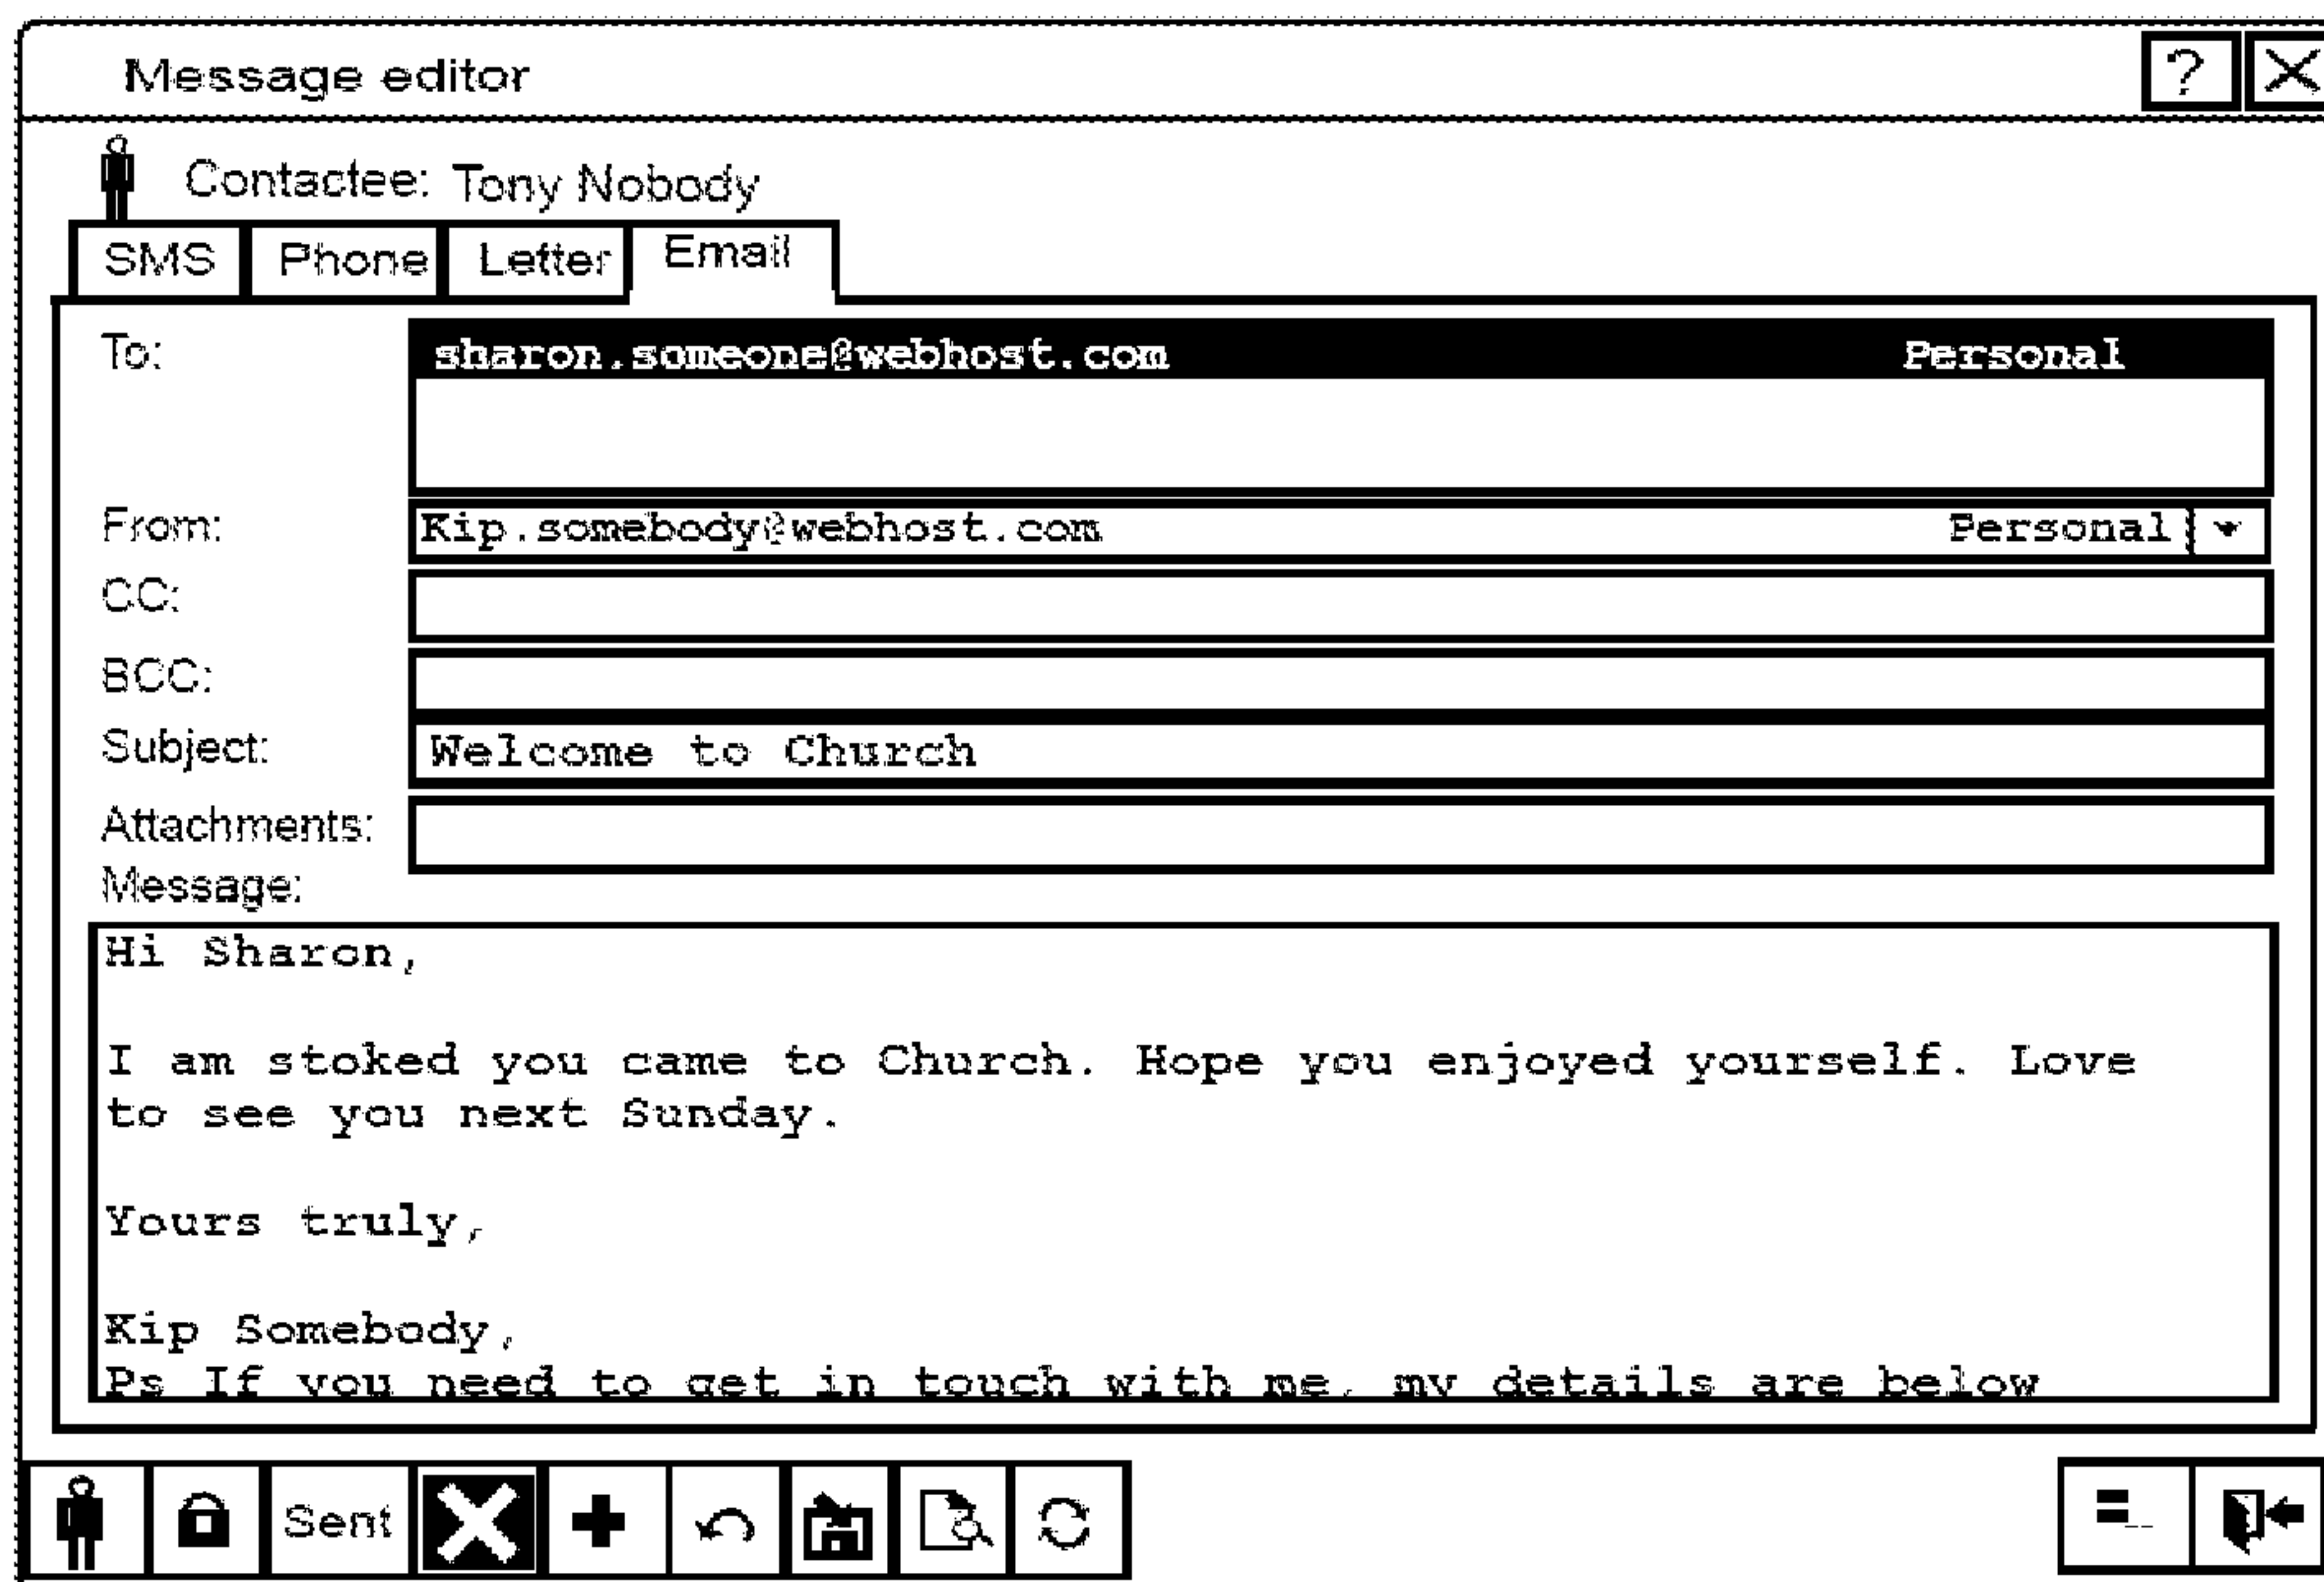 Message editor ?
Contactee: Tony Nobody
SMS Phone Letter Email
To: sharon.someone@webhost.com Personal
From: Kip.somebody@webhost.com Personal
CC:
BCC:
Subject: Welcome to Church
Attachments:
Message:
Hi Sharon,
I am stoked you came to Church. Hope you enjoyed yourself. Love
to see you next Sunday.
Yours truly,
Kip Somebody,
Ps If you need to get in touch with me, my details are below
Sent